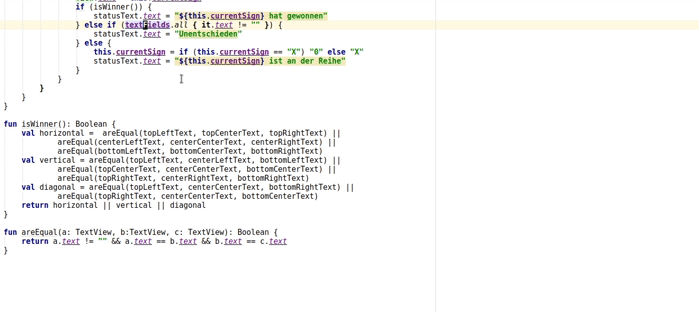 if (isWinner()) {
statusText.text = "${this.currentSign} hat gewonnen"
} else if (textFields.all { it.text != "" }) {
statusText.text = "Unentschieden"
} else {
this.currentSign = if (this.currentSign == "X") "O" else "X"
statusText.text = "${this.currentSign} ist an der Reihe"
}
}
}
}
}
fun isWinner(): Boolean {
val horizontal = areEqual(topLeftText, topCenterText, topRightText) ||
areEqual(centerLeftText, centerCenterText, centerRightText) ||
areEqual(bottomLeftText, bottomCenterText, bottomRightText)
val vertical = areEqual(topLeftText, centerLeftText, bottomLeftText) ||
areEqual(topCenterText, centerCenterText, bottomCenterText) ||
areEqual(topRightText, centerRightText, bottomRightText)
val diagonal = areEqual(topLeftText, centerCenterText, bottomRightText) ||
areEqual(topRightText, centerCenterText, bottomLeftText)
return horizontal || vertical || diagonal
}
fun areEqual(a: TextView, b:TextView, c: TextView): Boolean {
return a.text != "" && a.text == b.text && b.text == c.text
}